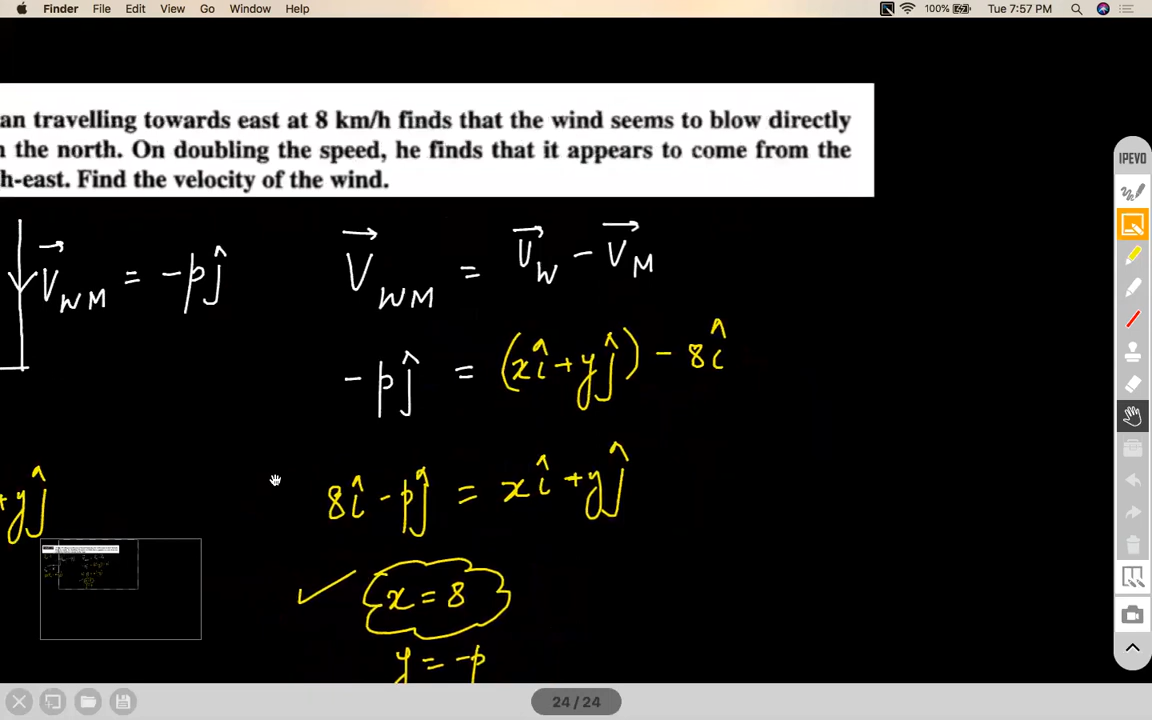 Finder File Edit View Go Window Help 100% Tue 7:57 PM
an travelling towards east at 8 km/h finds that the wind seems to blow directly
the north. On doubling the speed, he finds that it appears to come from the
h-east. Find the velocity of the wind.
IPEVO
V⃗WM = -pĵ
V⃗WM = V⃗W - V⃗M
-pĵ = (xî+yĵ) - 8î
+yĵ
8î - pĵ = xî + yĵ
x = 8
y = -p
24 / 24